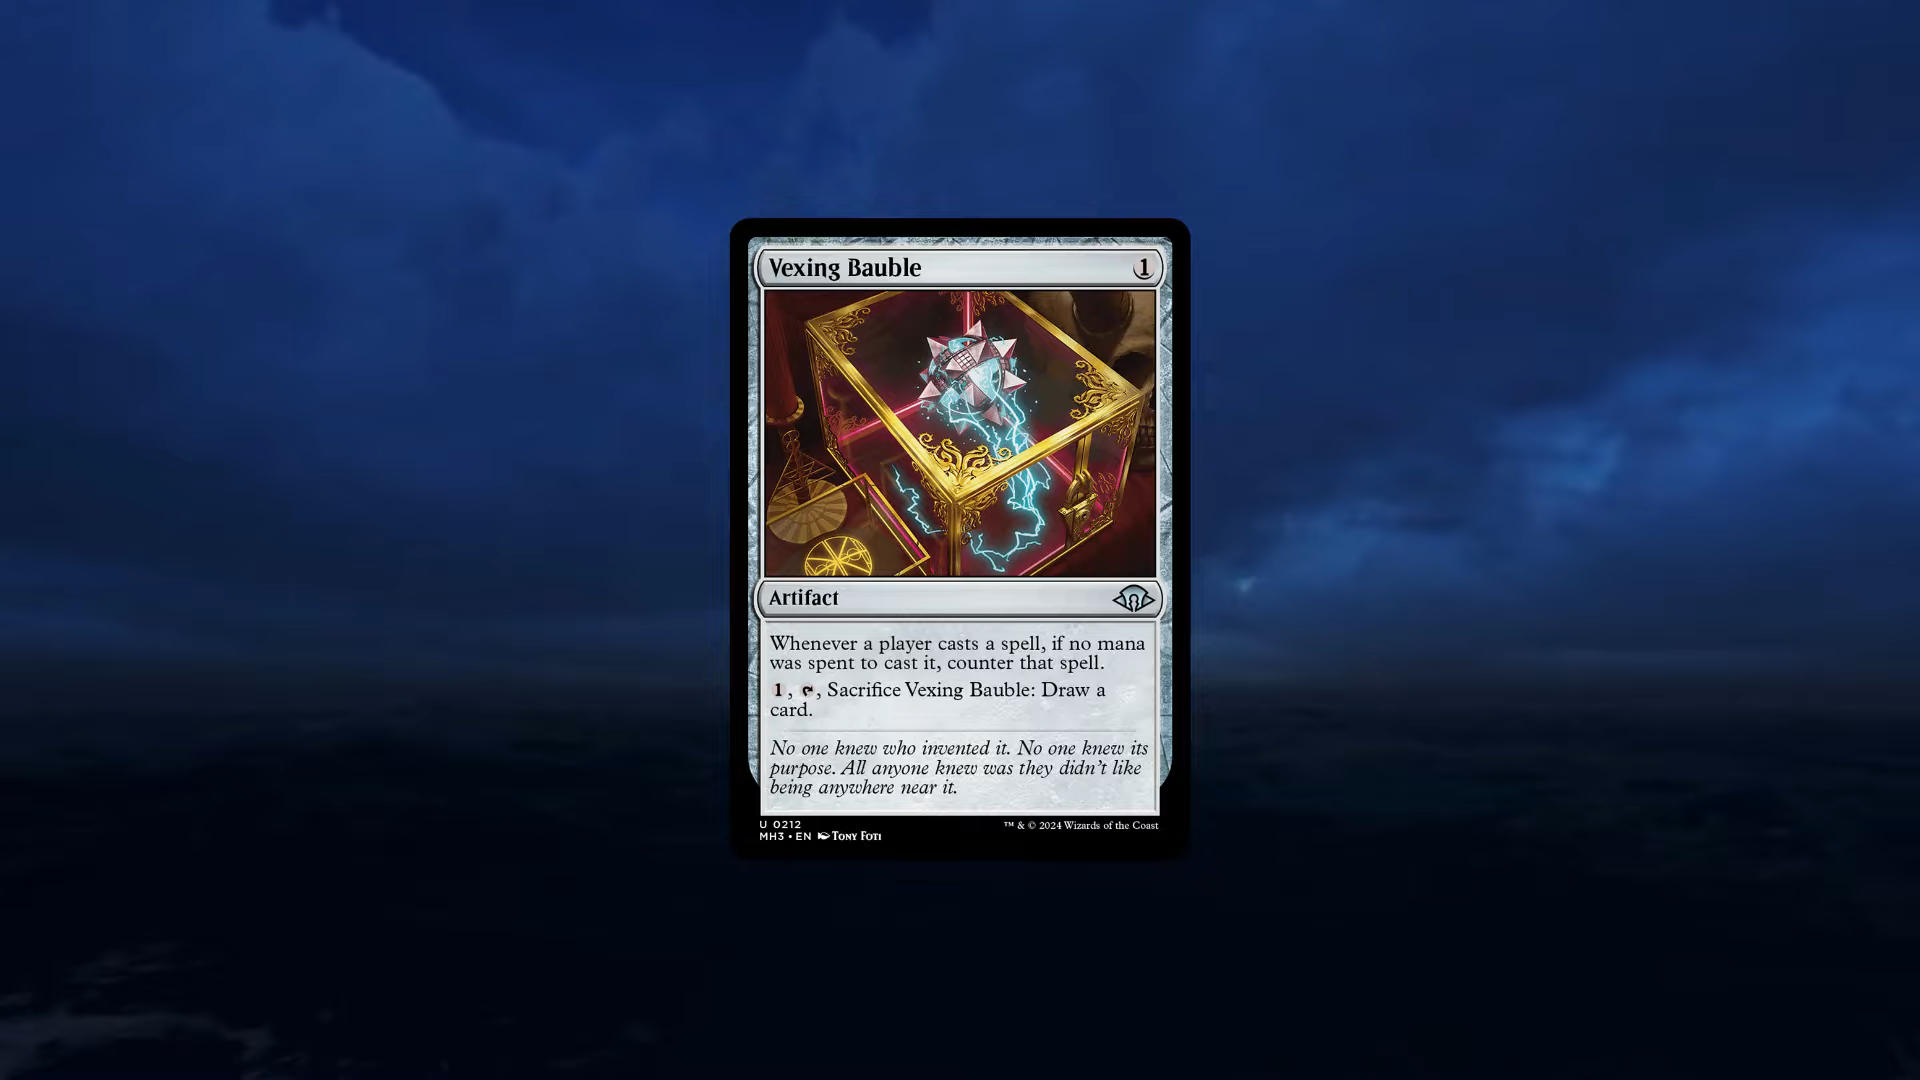 Vexing Bauble 1
Artifact
Whenever a player casts a spell, if no mana
was spent to cast it, counter that spell.
1, , Sacrifice Vexing Bauble: Draw a
card.
No one knew who invented it. No one knew its
purpose. All anyone knew was they didn't like
being anywhere near it.
U 0212
MH3 • EN Tony Foti
™ & © 2024 Wizards of the Coast